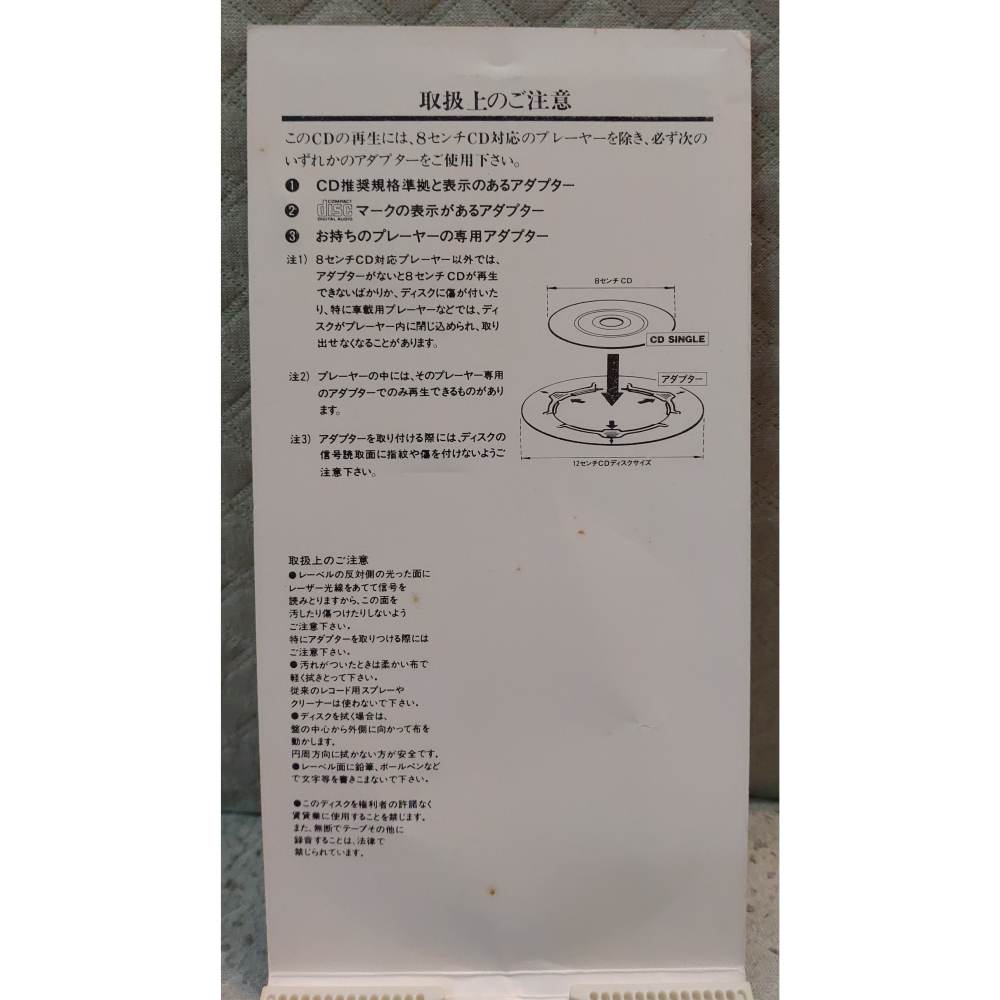 取扱上のご注意
このCDの再生には、8センチCD対応のプレーヤーを除き、必ず次の
いずれかのアダプターをご使用下さい。
❶ CD推奨規格準拠と表示のあるアダプター
❷ COMPACT disc DIGITAL AUDIO マークの表示があるアダプター
❸ お持ちのプレーヤーの専用アダプター
注1) 8センチCD対応プレーヤー以外では、
アダプターがないと8センチCDが再生
できないばかりか、ディスクに傷が付いた
り、特に車載用プレーヤーなどでは、ディ
スクがプレーヤー内に閉じ込められ、取り
出せなくなることがあります。
注2) プレーヤーの中には、そのプレーヤー専用
のアダプターでのみ再生できるものがあり
ます。
注3) アダプターを取り付ける際には、ディスクの
信号読取面に指紋や傷を付けないようご
注意下さい。
8センチCD
CD SINGLE
アダプター
12センチCDディスクサイズ
取扱上のご注意
●レーベルの反対側の光った面に
レーザー光線をあてて信号を
読みとりますから、この面を
汚したり傷つけたりしないよう
ご注意下さい。
特にアダプターを取りつける際には
ご注意下さい。
●汚れがついたときは柔かい布で
軽く拭きとって下さい。
従来のレコード用スプレーや
クリーナーは使わないで下さい。
●ディスクを拭く場合は、
盤の中心から外側に向かって布を
動かします。
円周方向に拭かない方が安全です。
●レーベル面に鉛筆、ボールペンなど
で文字等を書きこまないで下さい。
●このディスクを権利者の許諾なく
賃貸業に使用することを禁じます。
また、無断でテープその他に
録音することは、法律で
禁じられています。